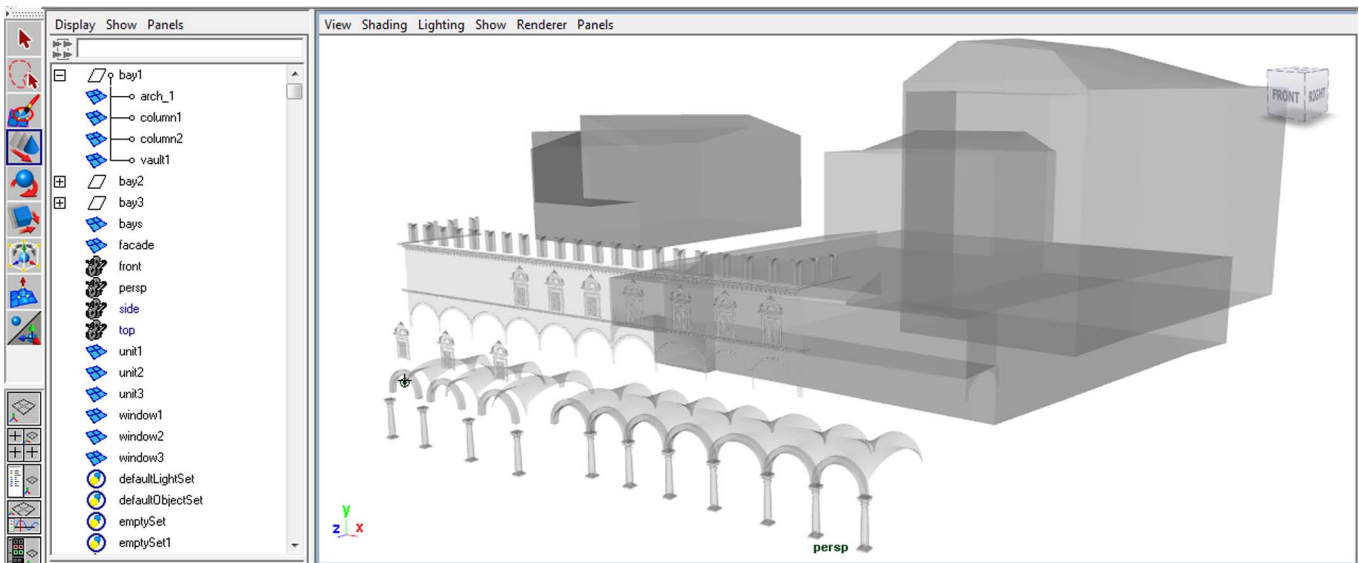 Display Show Panels
View Shading Lighting Show Renderer Panels
bay1
arch_1
column1
column2
vault1
bay2
bay3
bays
facade
front
persp
side
top
unit1
unit2
unit3
window1
window2
window3
defaultLightSet
defaultObjectSet
emptySet
emptySet1
FRONT RIGHT
y
z x
persp